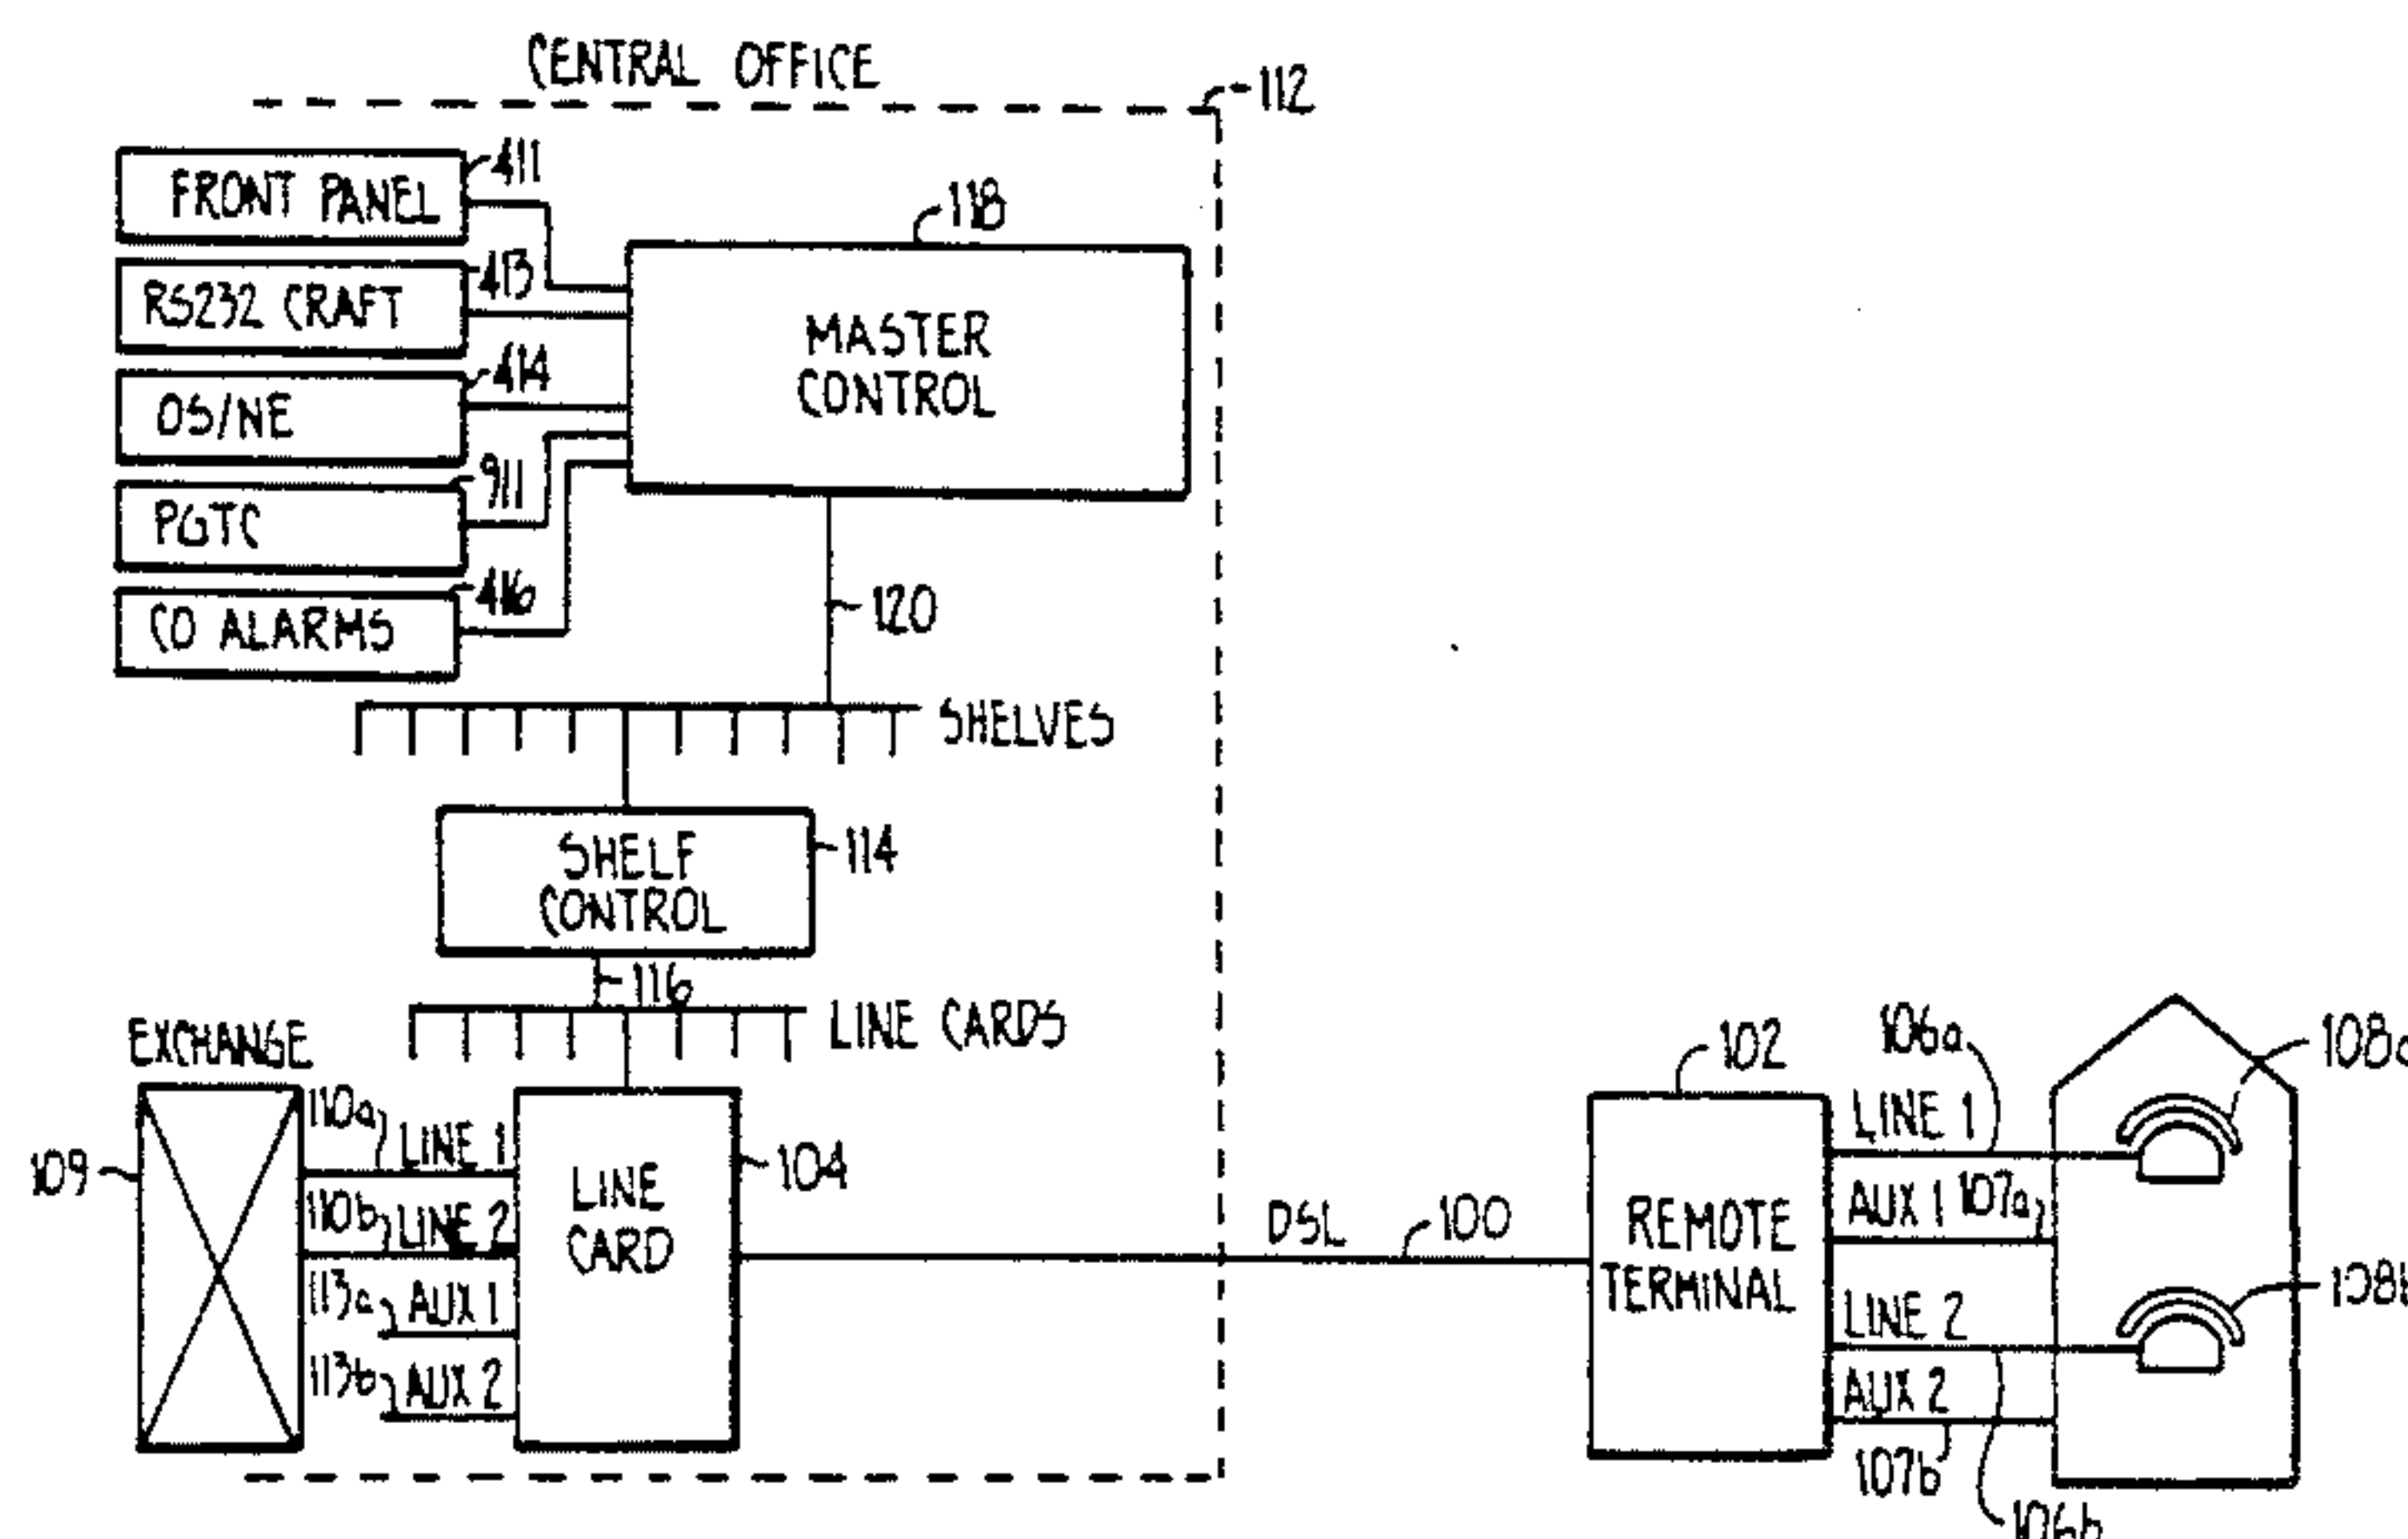 CENTRAL OFFICE
112
FRONT PANEL
411
118
RS232 CRAFT
413
MASTER
CONTROL
OS/NE
414
PGTC
911
CO ALARMS
416
120
SHELVES
SHELF
CONTROL
114
116
LINE CARDS
EXCHANGE
109
110a
LINE 1
110b
LINE 2
113a
AUX 1
113b
AUX 2
LINE
CARD
104
DSL
100
102
REMOTE
TERMINAL
106a
LINE 1
AUX 1
107a
LINE 2
AUX 2
107b
106b
108a
108b